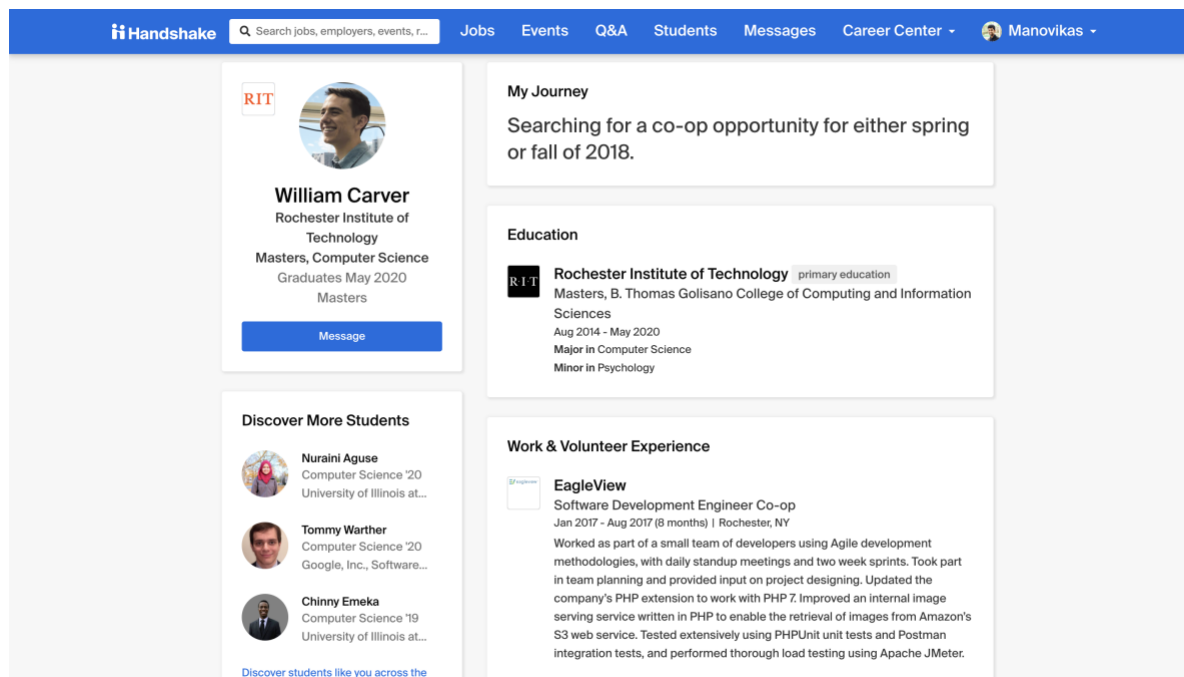 Handshake
Search jobs, employers, events, r...
Jobs
Events
Q&A
Students
Messages
Career Center
Manovikas
RIT
William Carver
Rochester Institute of
Technology
Masters, Computer Science
Graduates May 2020
Masters
Message
Discover More Students
Nuraini Aguse
Computer Science '20
University of Illinois at...
Tommy Warther
Computer Science '20
Google, Inc., Software...
Chinny Emeka
Computer Science '19
University of Illinois at...
Discover students like you across the
My Journey
Searching for a co-op opportunity for either spring
or fall of 2018.
Education
R·I·T
Rochester Institute of Technology primary education
Masters, B. Thomas Golisano College of Computing and Information
Sciences
Aug 2014 - May 2020
Major in Computer Science
Minor in Psychology
Work & Volunteer Experience
EagleView
EagleView
Software Development Engineer Co-op
Jan 2017 - Aug 2017 (8 months) | Rochester, NY
Worked as part of a small team of developers using Agile development
methodologies, with daily standup meetings and two week sprints. Took part
in team planning and provided input on project designing. Updated the
company's PHP extension to work with PHP 7. Improved an internal image
serving service written in PHP to enable the retrieval of images from Amazon's
S3 web service. Tested extensively using PHPUnit unit tests and Postman
integration tests, and performed thorough load testing using Apache JMeter.